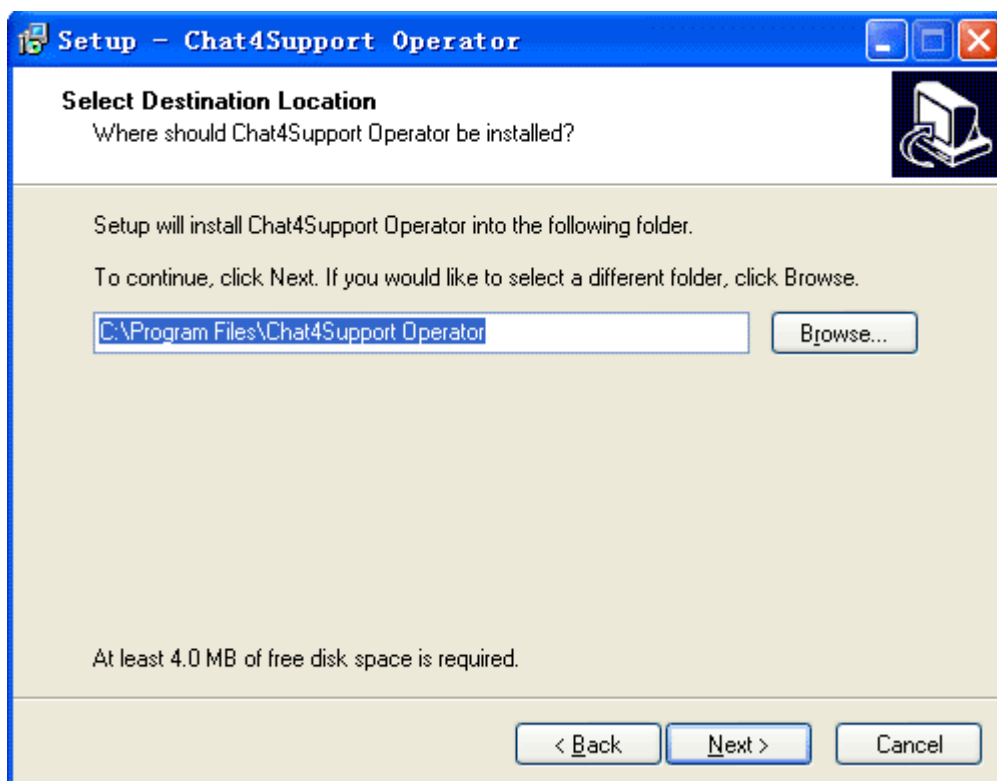 Setup - Chat4Support Operator
Select Destination Location
Where should Chat4Support Operator be installed?
Setup will install Chat4Support Operator into the following folder.
To continue, click Next. If you would like to select a different folder, click Browse.
C:\Program Files\Chat4Support Operator
Browse...
At least 4.0 MB of free disk space is required.
< Back
Next >
Cancel